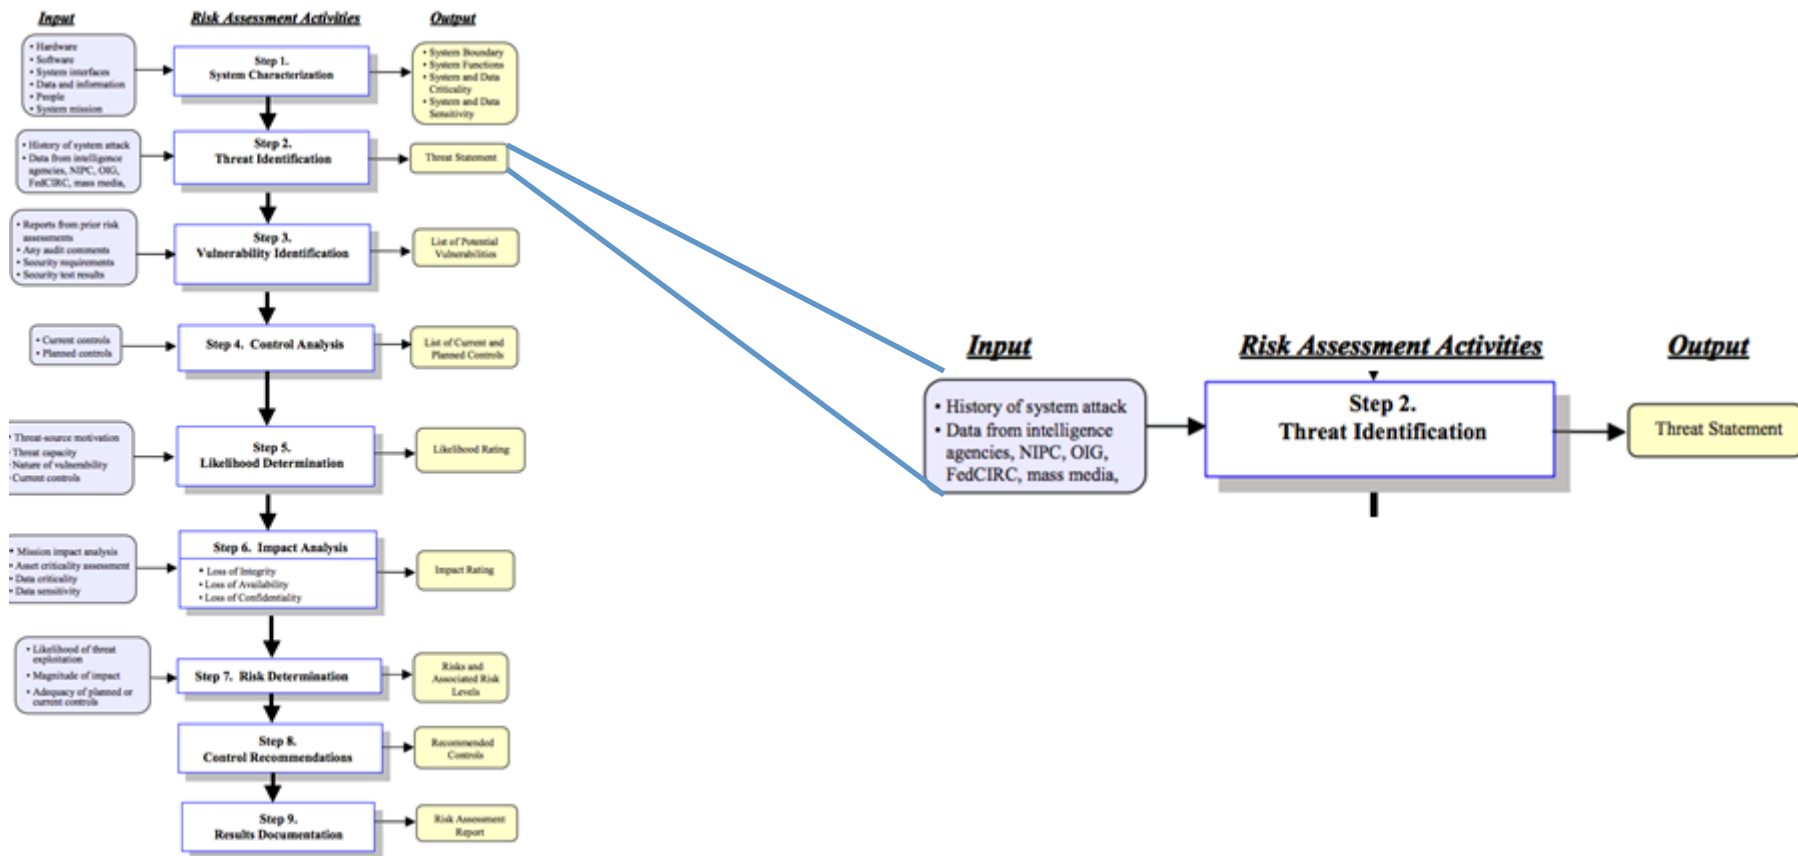 Input
Risk Assessment Activities
Output
• Hardware
• Software
• System interfaces
• Data and information
• People
• System mission
Step 1.
System Characterization
• System Boundary
• System Functions
• System and Data
Criticality
• System and Data
Sensitivity
• History of system attack
• Data from intelligence
agencies, NIPC, OIG,
FedCIRC, mass media,
Step 2.
Threat Identification
Threat Statement
• Reports from prior risk
assessments
• Any audit comments
• Security requirements
• Security test results
Step 3.
Vulnerability Identification
List of Potential
Vulnerabilities
• Current controls
• Planned controls
Step 4. Control Analysis
List of Current and
Planned Controls
• Threat-source motivation
• Threat capacity
• Nature of vulnerability
• Current controls
Step 5.
Likelihood Determination
Likelihood Rating
• Mission impact analysis
• Asset criticality assessment
• Data criticality
• Data sensitivity
Step 6. Impact Analysis
• Loss of Integrity
• Loss of Availability
• Loss of Confidentiality
Impact Rating
• Likelihood of threat
exploitation
• Magnitude of impact
• Adequacy of planned or
current controls
Step 7. Risk Determination
Risks and
Associated Risk
Levels
Step 8.
Control Recommendations
Recommended
Controls
Step 9.
Results Documentation
Risk Assessment
Report
Input
Risk Assessment Activities
Output
• History of system attack
• Data from intelligence
agencies, NIPC, OIG,
FedCIRC, mass media,
Step 2.
Threat Identification
Threat Statement